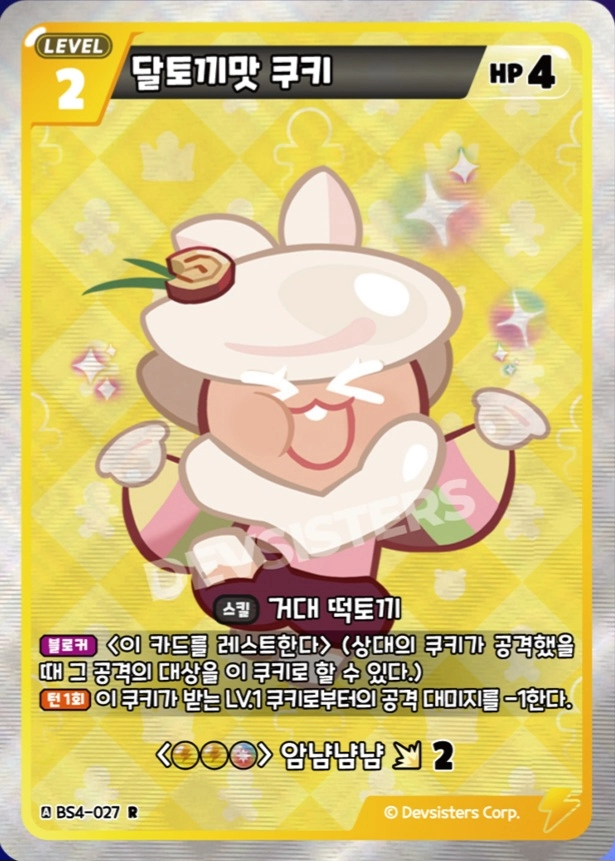 LEVEL
2
달토끼맛 쿠키
HP 4
DEVSISTERS
스킬 거대 떡토끼
블로커 〈이 카드를 레스트한다〉 (상대의 쿠키가 공격했을
때 그 공격의 대상을 이 쿠키로 할 수 있다.)
턴 1회 이 쿠키가 받는 LV.1 쿠키로부터의 공격 대미지를 -1한다.
암냠냠냠 2
A BS4-027 R
© Devsisters Corp.